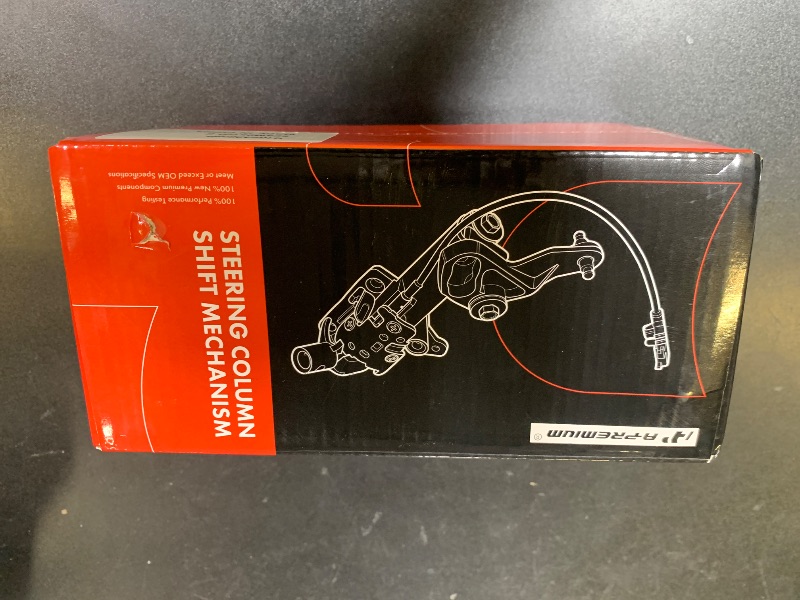 A-PREMIUM®
STEERING COLUMN
SHIFT MECHANISM
100% Performance Testing
100% New Premium Components
Meet or Exceed OEM Specifications